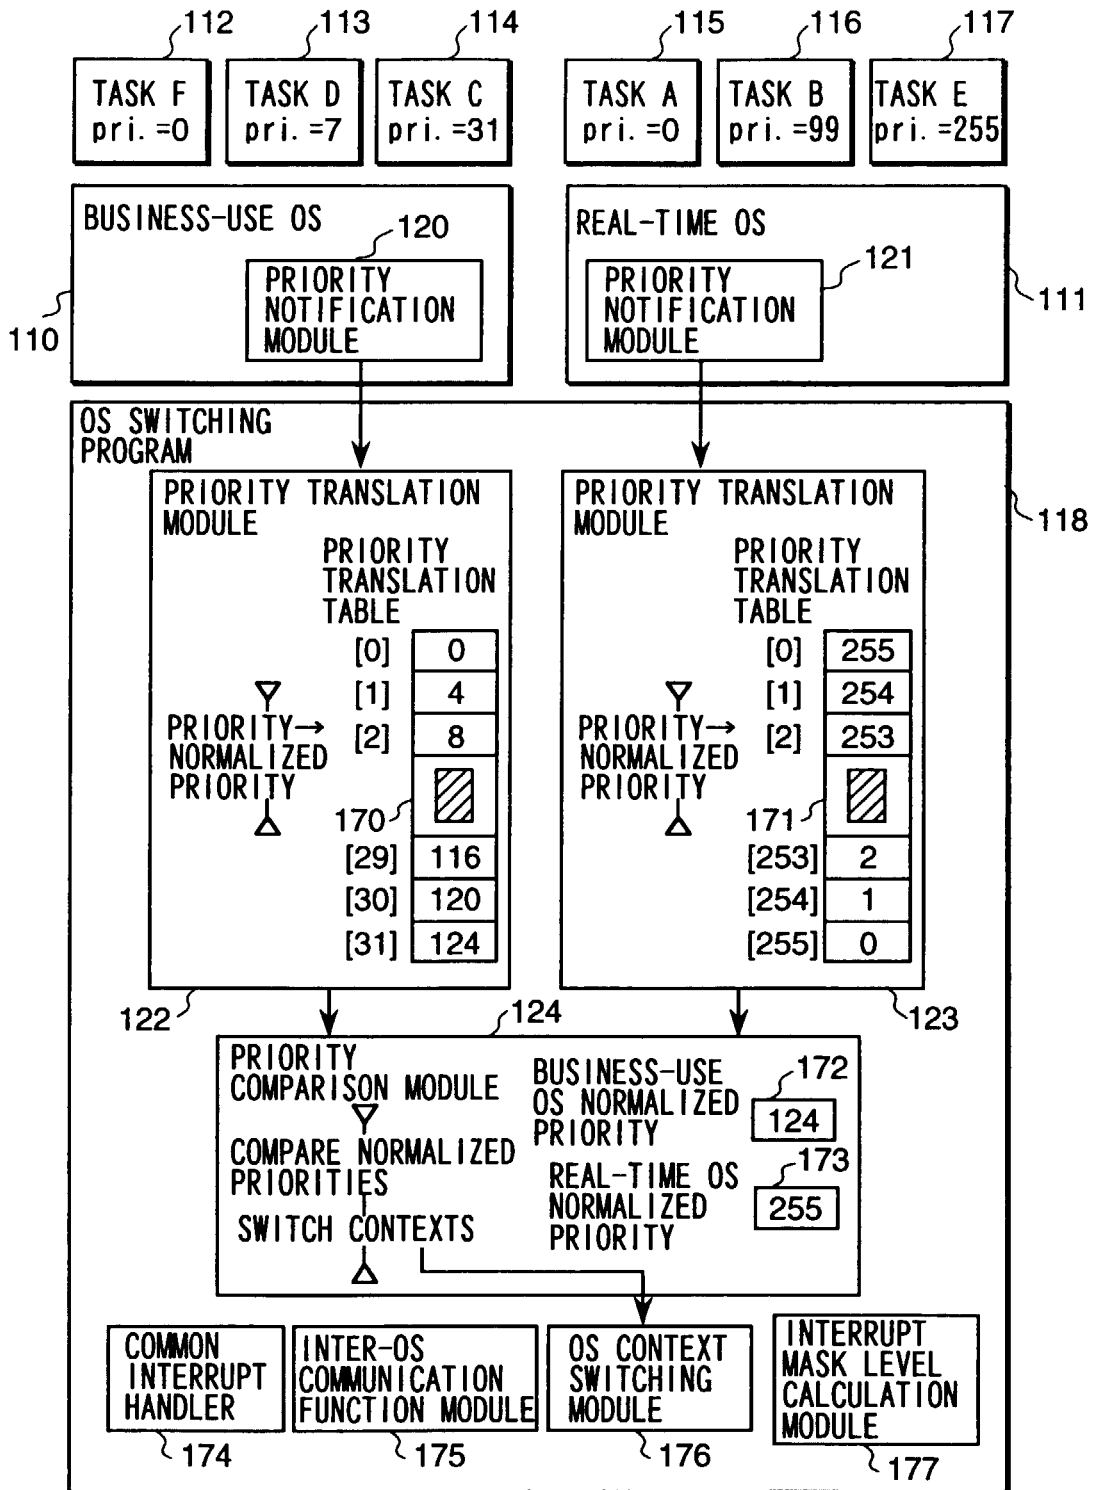 112
113
114
115
116
117
TASK F
pri.=0
TASK D
pri.=7
TASK C
pri.=31
TASK A
pri.=0
TASK B
pri.=99
TASK E
pri.=255
BUSINESS-USE OS
120
PRIORITY
NOTIFICATION
MODULE
110
REAL-TIME OS
121
PRIORITY
NOTIFICATION
MODULE
111
OS SWITCHING
PROGRAM
118
PRIORITY TRANSLATION
MODULE
PRIORITY
TRANSLATION
TABLE
[0] 0
[1] 4
[2] 8
PRIORITY→
NORMALIZED
PRIORITY
170
[29] 116
[30] 120
[31] 124
122
PRIORITY TRANSLATION
MODULE
PRIORITY
TRANSLATION
TABLE
[0] 255
[1] 254
[2] 253
PRIORITY→
NORMALIZED
PRIORITY
171
[253] 2
[254] 1
[255] 0
123
124
PRIORITY
COMPARISON MODULE
COMPARE NORMALIZED
PRIORITIES
SWITCH CONTEXTS
BUSINESS-USE
OS NORMALIZED
PRIORITY
172
124
REAL-TIME OS
NORMALIZED
PRIORITY
173
255
COMMON
INTERRUPT
HANDLER
174
INTER-OS
COMMUNICATION
FUNCTION MODULE
175
OS CONTEXT
SWITCHING
MODULE
176
INTERRUPT
MASK LEVEL
CALCULATION
MODULE
177